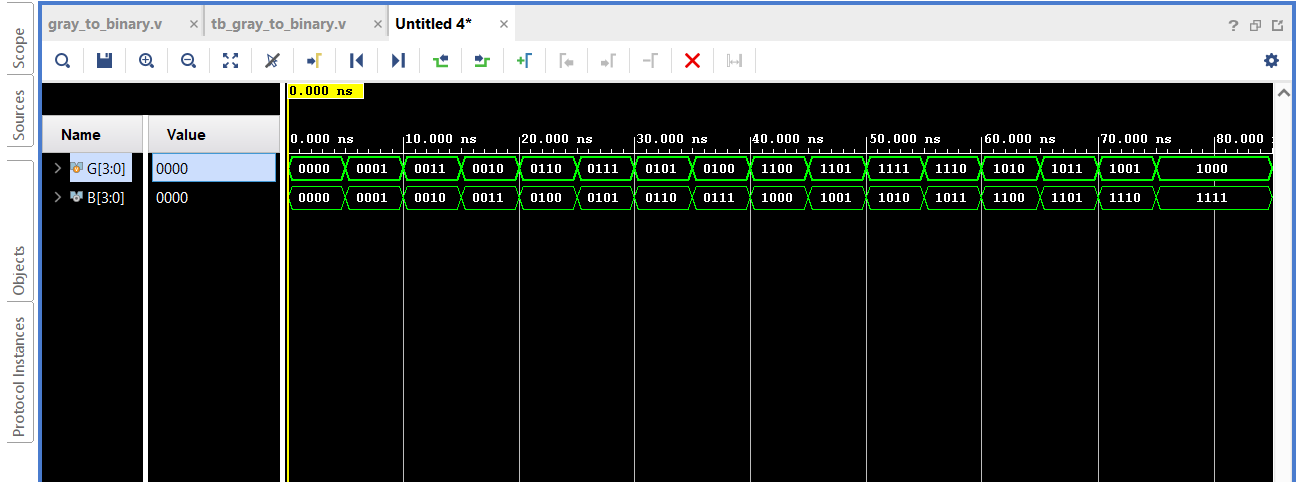 gray_to_binary.v × tb_gray_to_binary.v × Untitled 4* ×
?
Scope
Sources
Objects
Protocol Instances
0.000 ns
Name Value
0.000 ns 10.000 ns 20.000 ns 30.000 ns 40.000 ns 50.000 ns 60.000 ns 70.000 ns 80.000
G[3:0] 0000 0000 0001 0011 0010 0110 0111 0101 0100 1100 1101 1111 1110 1010 1011 1001 1000
B[3:0] 0000 0000 0001 0010 0011 0100 0101 0110 0111 1000 1001 1010 1011 1100 1101 1110 1111